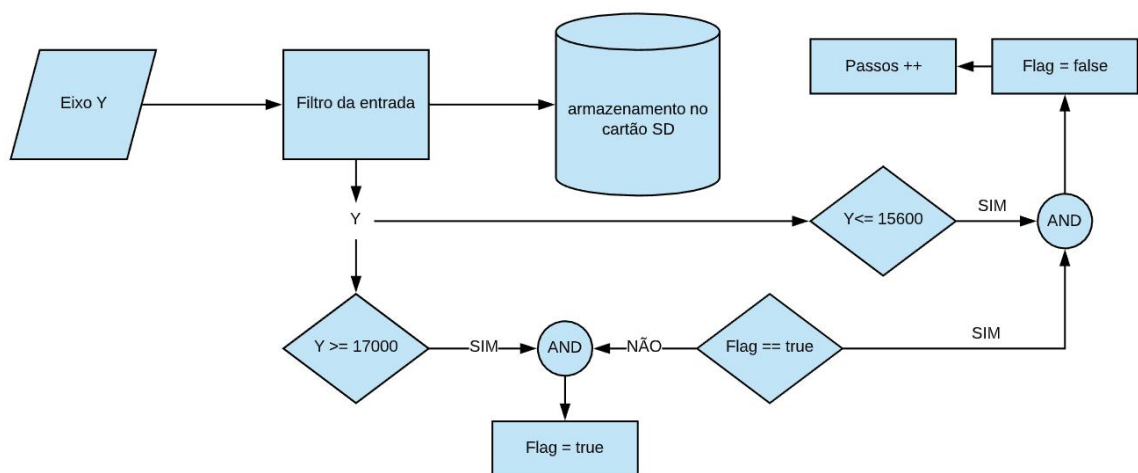 Eixo Y
Filtro da entrada
armazenamento no
cartão SD
Passos ++
Flag = false
Y
Y<= 15600
SIM
AND
Y >= 17000
SIM
AND
NÃO
Flag == true
SIM
Flag = true